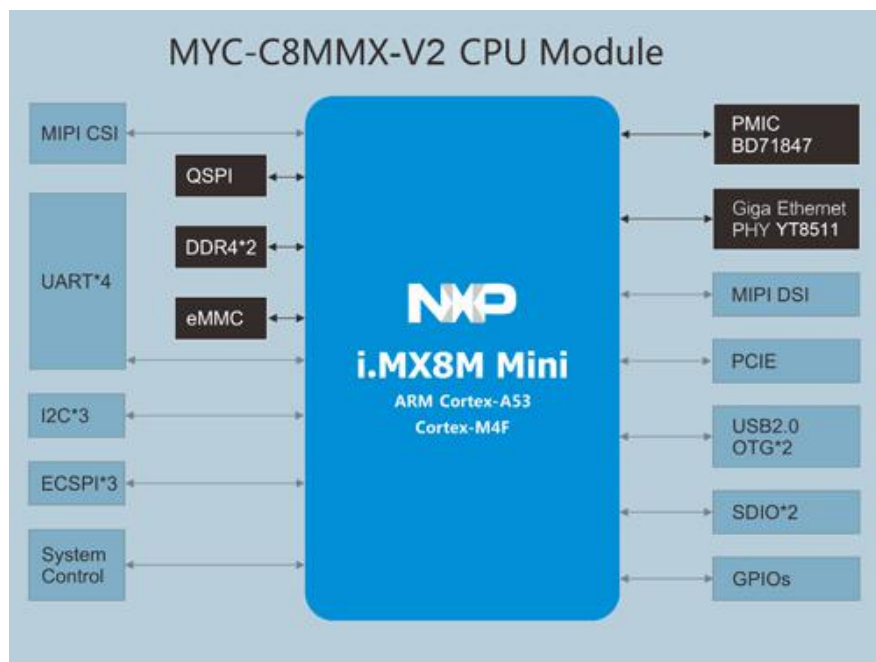 MYC-C8MMX-V2 CPU Module
MIPI CSI
QSPI
DDR4*2
UART*4
eMMC
I2C*3
ECSPI*3
System
Control
NXP
i.MX8M Mini
ARM Cortex-A53
Cortex-M4F
PMIC
BD71847
Giga Ethernet
PHY YT8511
MIPI DSI
PCIE
USB2.0
OTG*2
SDIO*2
GPIOs